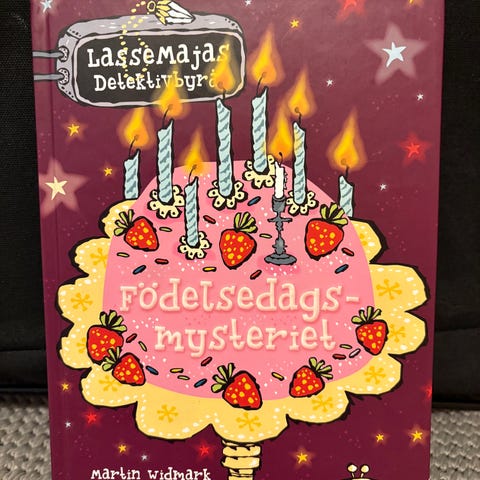 LasseMajas
Detektivbyrå
Födelsedags-
mysteriet
Martin Widmark